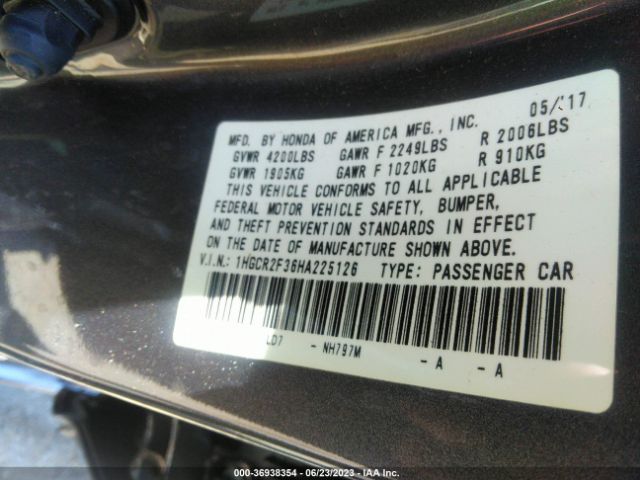 05/17
MFD. BY HONDA OF AMERICA MFG., INC.
GVWR 4200LBS GAWR F 2249LBS R 2006LBS
GVWR 1905KG GAWR F 1020KG R 910KG
THIS VEHICLE CONFORMS TO ALL APPLICABLE
FEDERAL MOTOR VEHICLE SAFETY, BUMPER,
AND THEFT PREVENTION STANDARDS IN EFFECT
ON THE DATE OF MANUFACTURE SHOWN ABOVE.
V.I.N.: 1HGCR2F36HA225126 TYPE: PASSENGER CAR
LD7 - NH797M - A - A
000-36938354 - 06/23/2023 - IAA Inc.